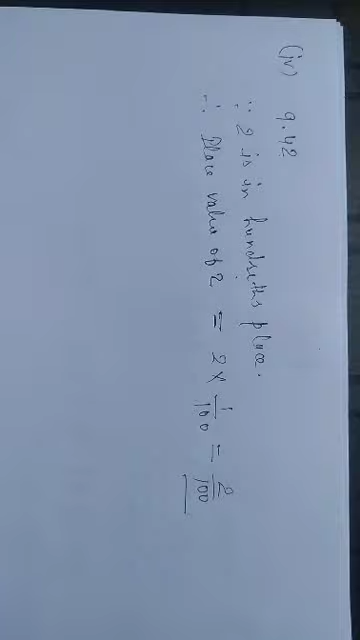 (iv) 9.42
∵ 2 is in hundredths place.
∴ Place value of 2 = 2 × 1/100 = 2/100